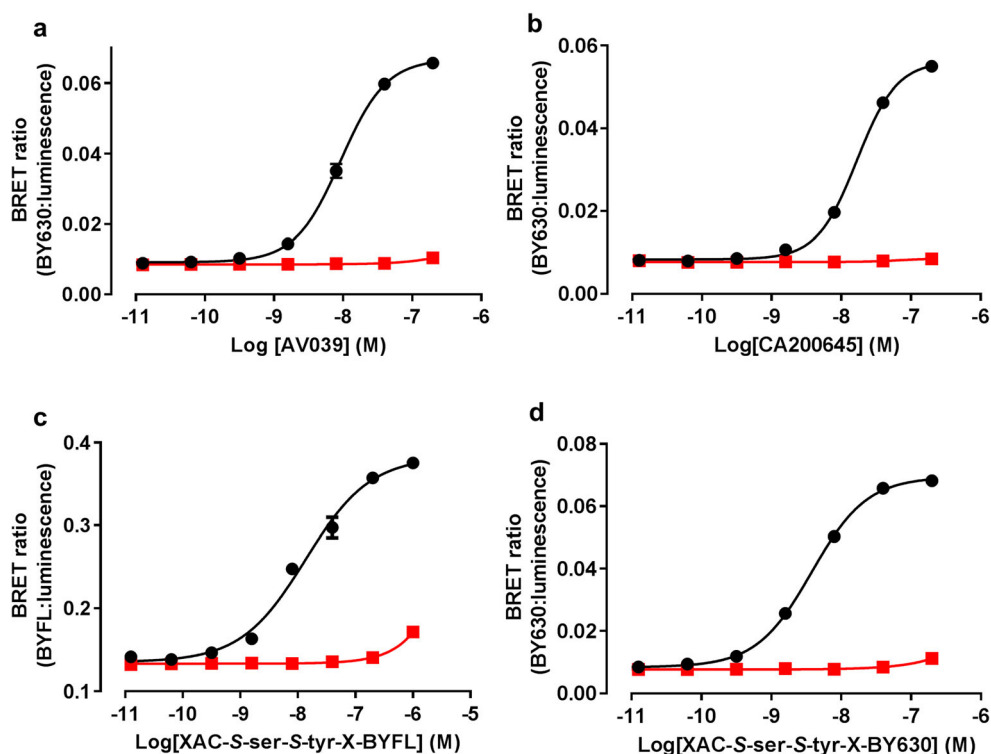 a
BRET ratio
(BY630:luminescence)
0.06
0.04
0.02
0.00
-11 -10 -9 -8 -7 -6
Log [AV039] (M)
b
BRET ratio
(BY630:luminescence)
0.06
0.04
0.02
0.00
-11 -10 -9 -8 -7 -6
Log[CA200645] (M)
c
BRET ratio
(BYFL:luminescence)
0.4
0.3
0.2
0.1
-11 -10 -9 -8 -7 -6 -5
Log[XAC-S-ser-S-tyr-X-BYFL] (M)
d
BRET ratio
(BY630:luminescence)
0.08
0.06
0.04
0.02
0.00
-11 -10 -9 -8 -7 -6
Log[XAC-S-ser-S-tyr-X-BY630] (M)